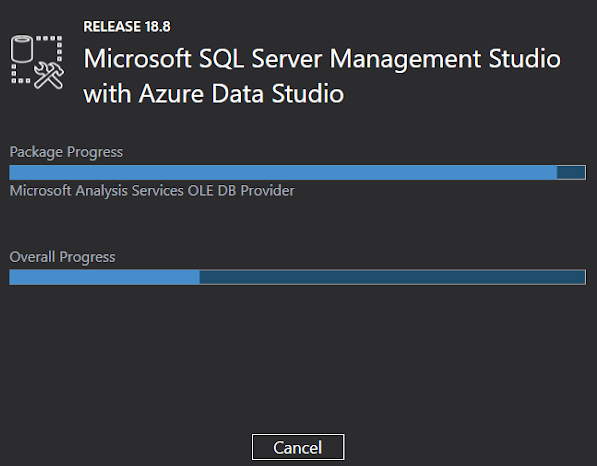 RELEASE 18.8
Microsoft SQL Server Management Studio
with Azure Data Studio
Package Progress
Microsoft Analysis Services OLE DB Provider
Overall Progress
Cancel